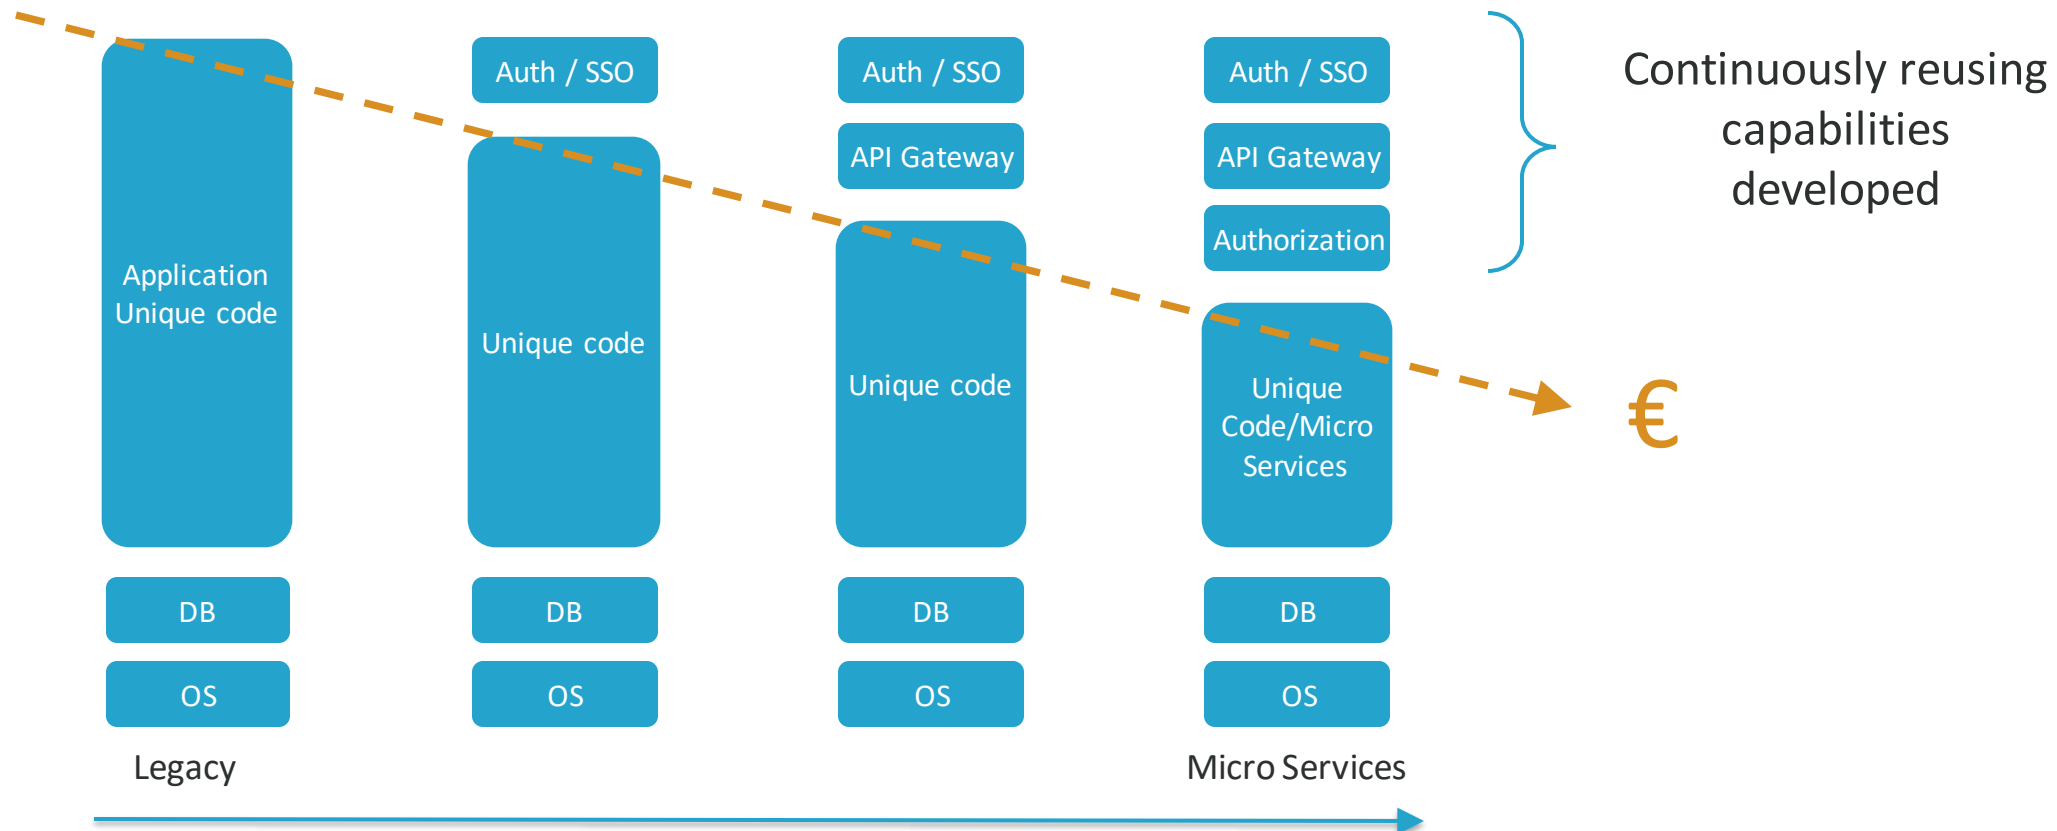 Application
Unique code
DB
OS
Legacy
Auth / SSO
Unique code
DB
OS
Auth / SSO
API Gateway
Unique code
DB
OS
Auth / SSO
API Gateway
Authorization
Unique
Code/Micro
Services
DB
OS
Micro Services
Continuously reusing
capabilities
developed
€